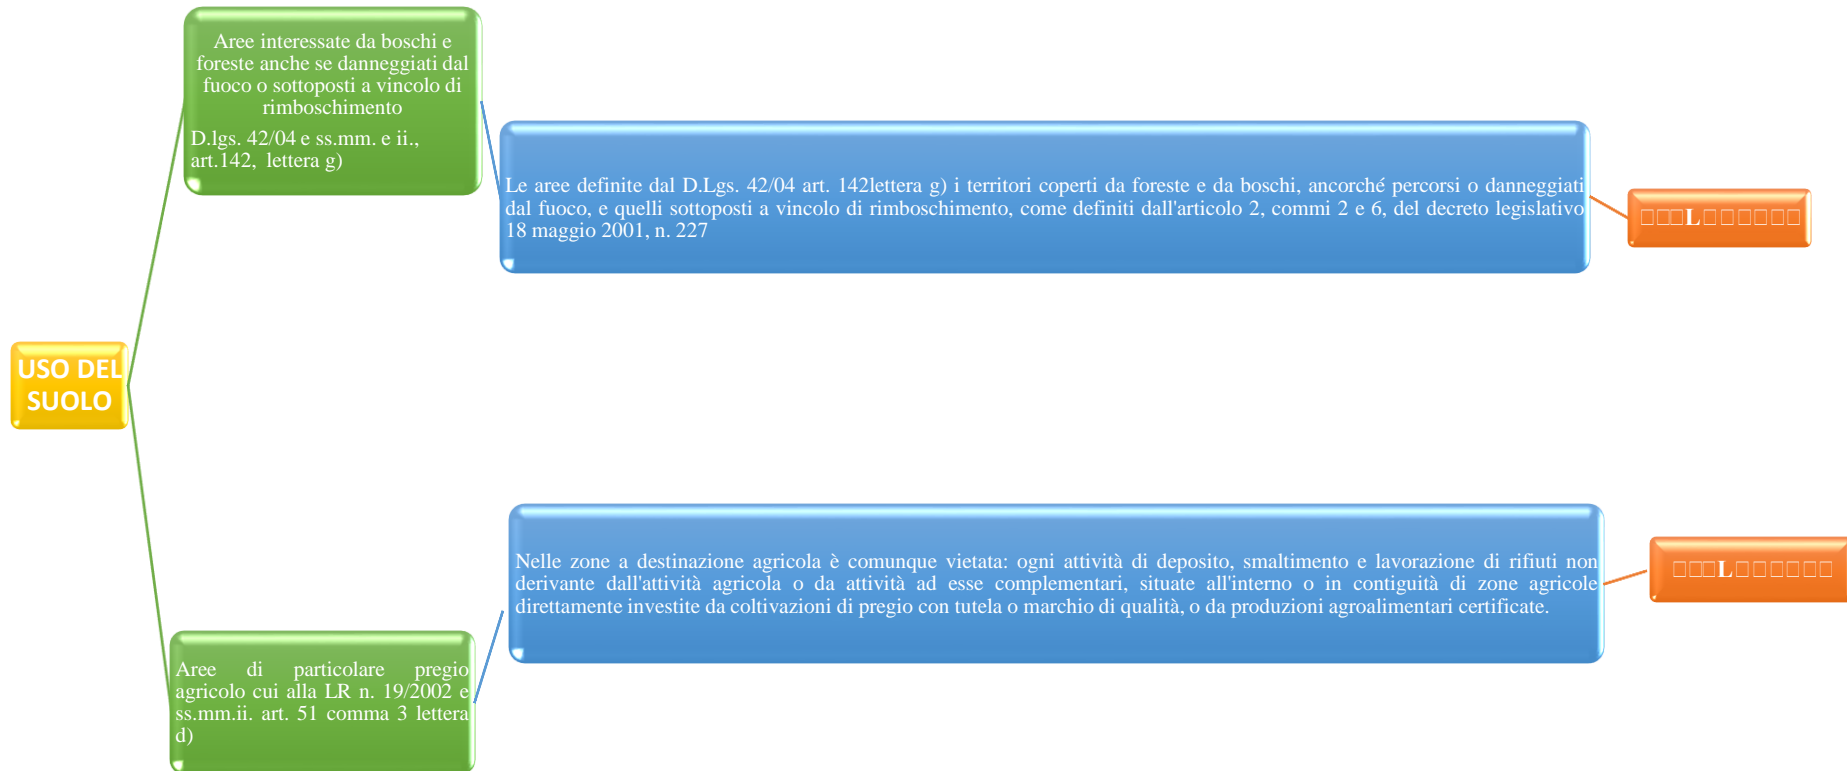 Aree interessate da boschi e
foreste anche se danneggiati dal
fuoco o sottoposti a vincolo di
rimboschimento
D.lgs. 42/04 e ss.mm. e ii.,
art.142, lettera g)
Le aree definite dal D.Lgs. 42/04 art. 142lettera g) i territori coperti da foreste e da boschi, ancorché percorsi o danneggiati
dal fuoco, e quelli sottoposti a vincolo di rimboschimento, come definiti dall'articolo 2, commi 2 e 6, del decreto legislativo
18 maggio 2001, n. 227
USO DEL
SUOLO
Nelle zone a destinazione agricola è comunque vietata: ogni attività di deposito, smaltimento e lavorazione di rifiuti non
derivante dall'attività agricola o da attività ad esse complementari, situate all'interno o in contiguità di zone agricole
direttamente investite da coltivazioni di pregio con tutela o marchio di qualità, o da produzioni agroalimentari certificate.
Aree di particolare pregio
agricolo cui alla LR n. 19/2002 e
ss.mm.ii. art. 51 comma 3 lettera
d)